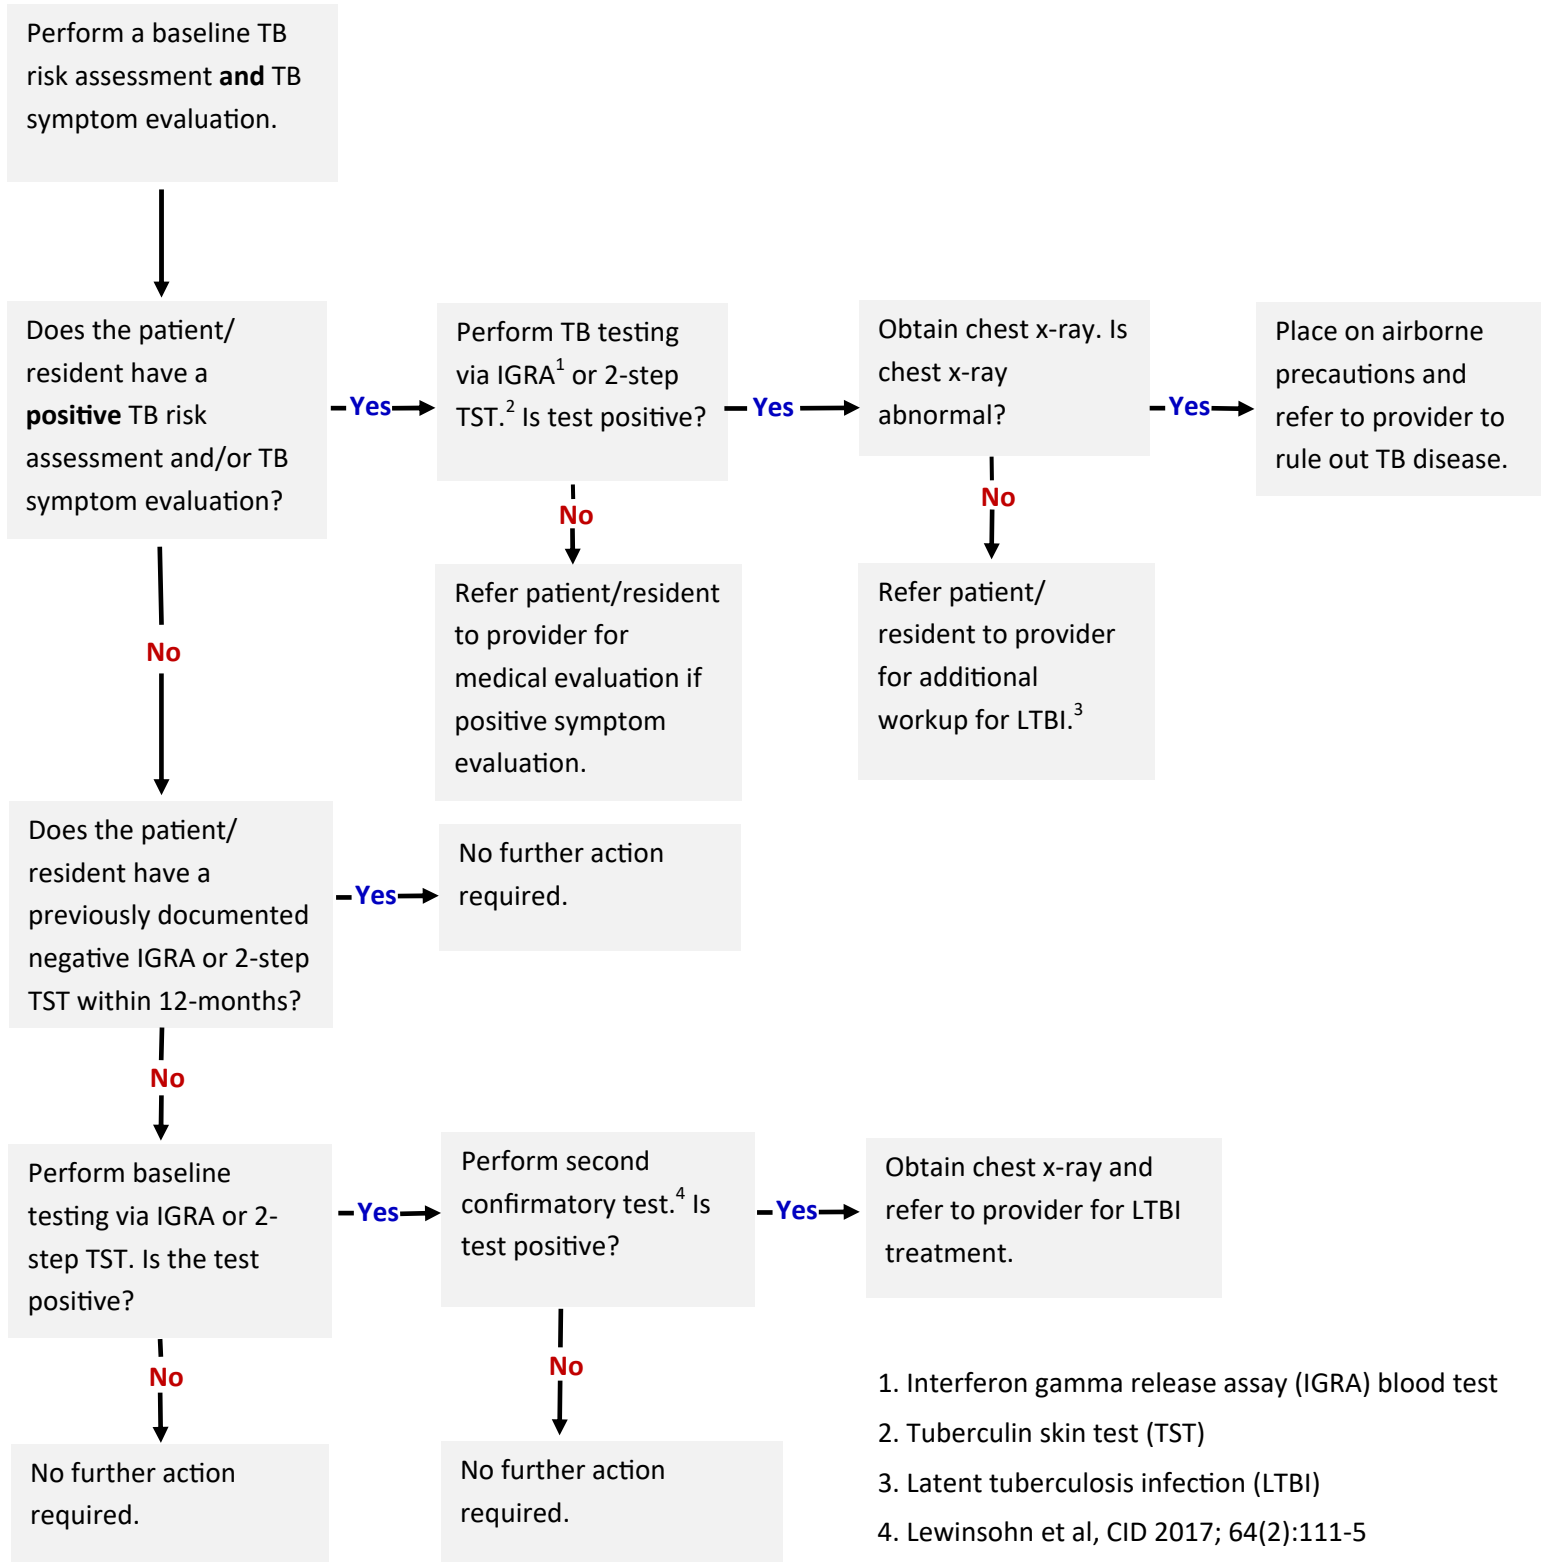 Perform a baseline TB
risk assessment and TB
symptom evaluation.
Does the patient/
resident have a
positive TB risk
assessment and/or TB
symptom evaluation?
Yes
Perform TB testing
via IGRA1 or 2-step
TST.2 Is test positive?
Yes
Obtain chest x-ray. Is
chest x-ray
abnormal?
Yes
Place on airborne
precautions and
refer to provider to
rule out TB disease.
No
No
No
Refer patient/resident
to provider for
medical evaluation if
positive symptom
evaluation.
Refer patient/
resident to provider
for additional
workup for LTBI.3
Does the patient/
resident have a
previously documented
negative IGRA or 2-step
TST within 12-months?
Yes
No further action
required.
No
Perform baseline
testing via IGRA or 2-
step TST. Is the test
positive?
Yes
Perform second
confirmatory test.4 Is
test positive?
Yes
Obtain chest x-ray and
refer to provider for LTBI
treatment.
No
No
No further action
required.
No further action
required.
1. Interferon gamma release assay (IGRA) blood test
2. Tuberculin skin test (TST)
3. Latent tuberculosis infection (LTBI)
4. Lewinsohn et al, CID 2017; 64(2):111-5